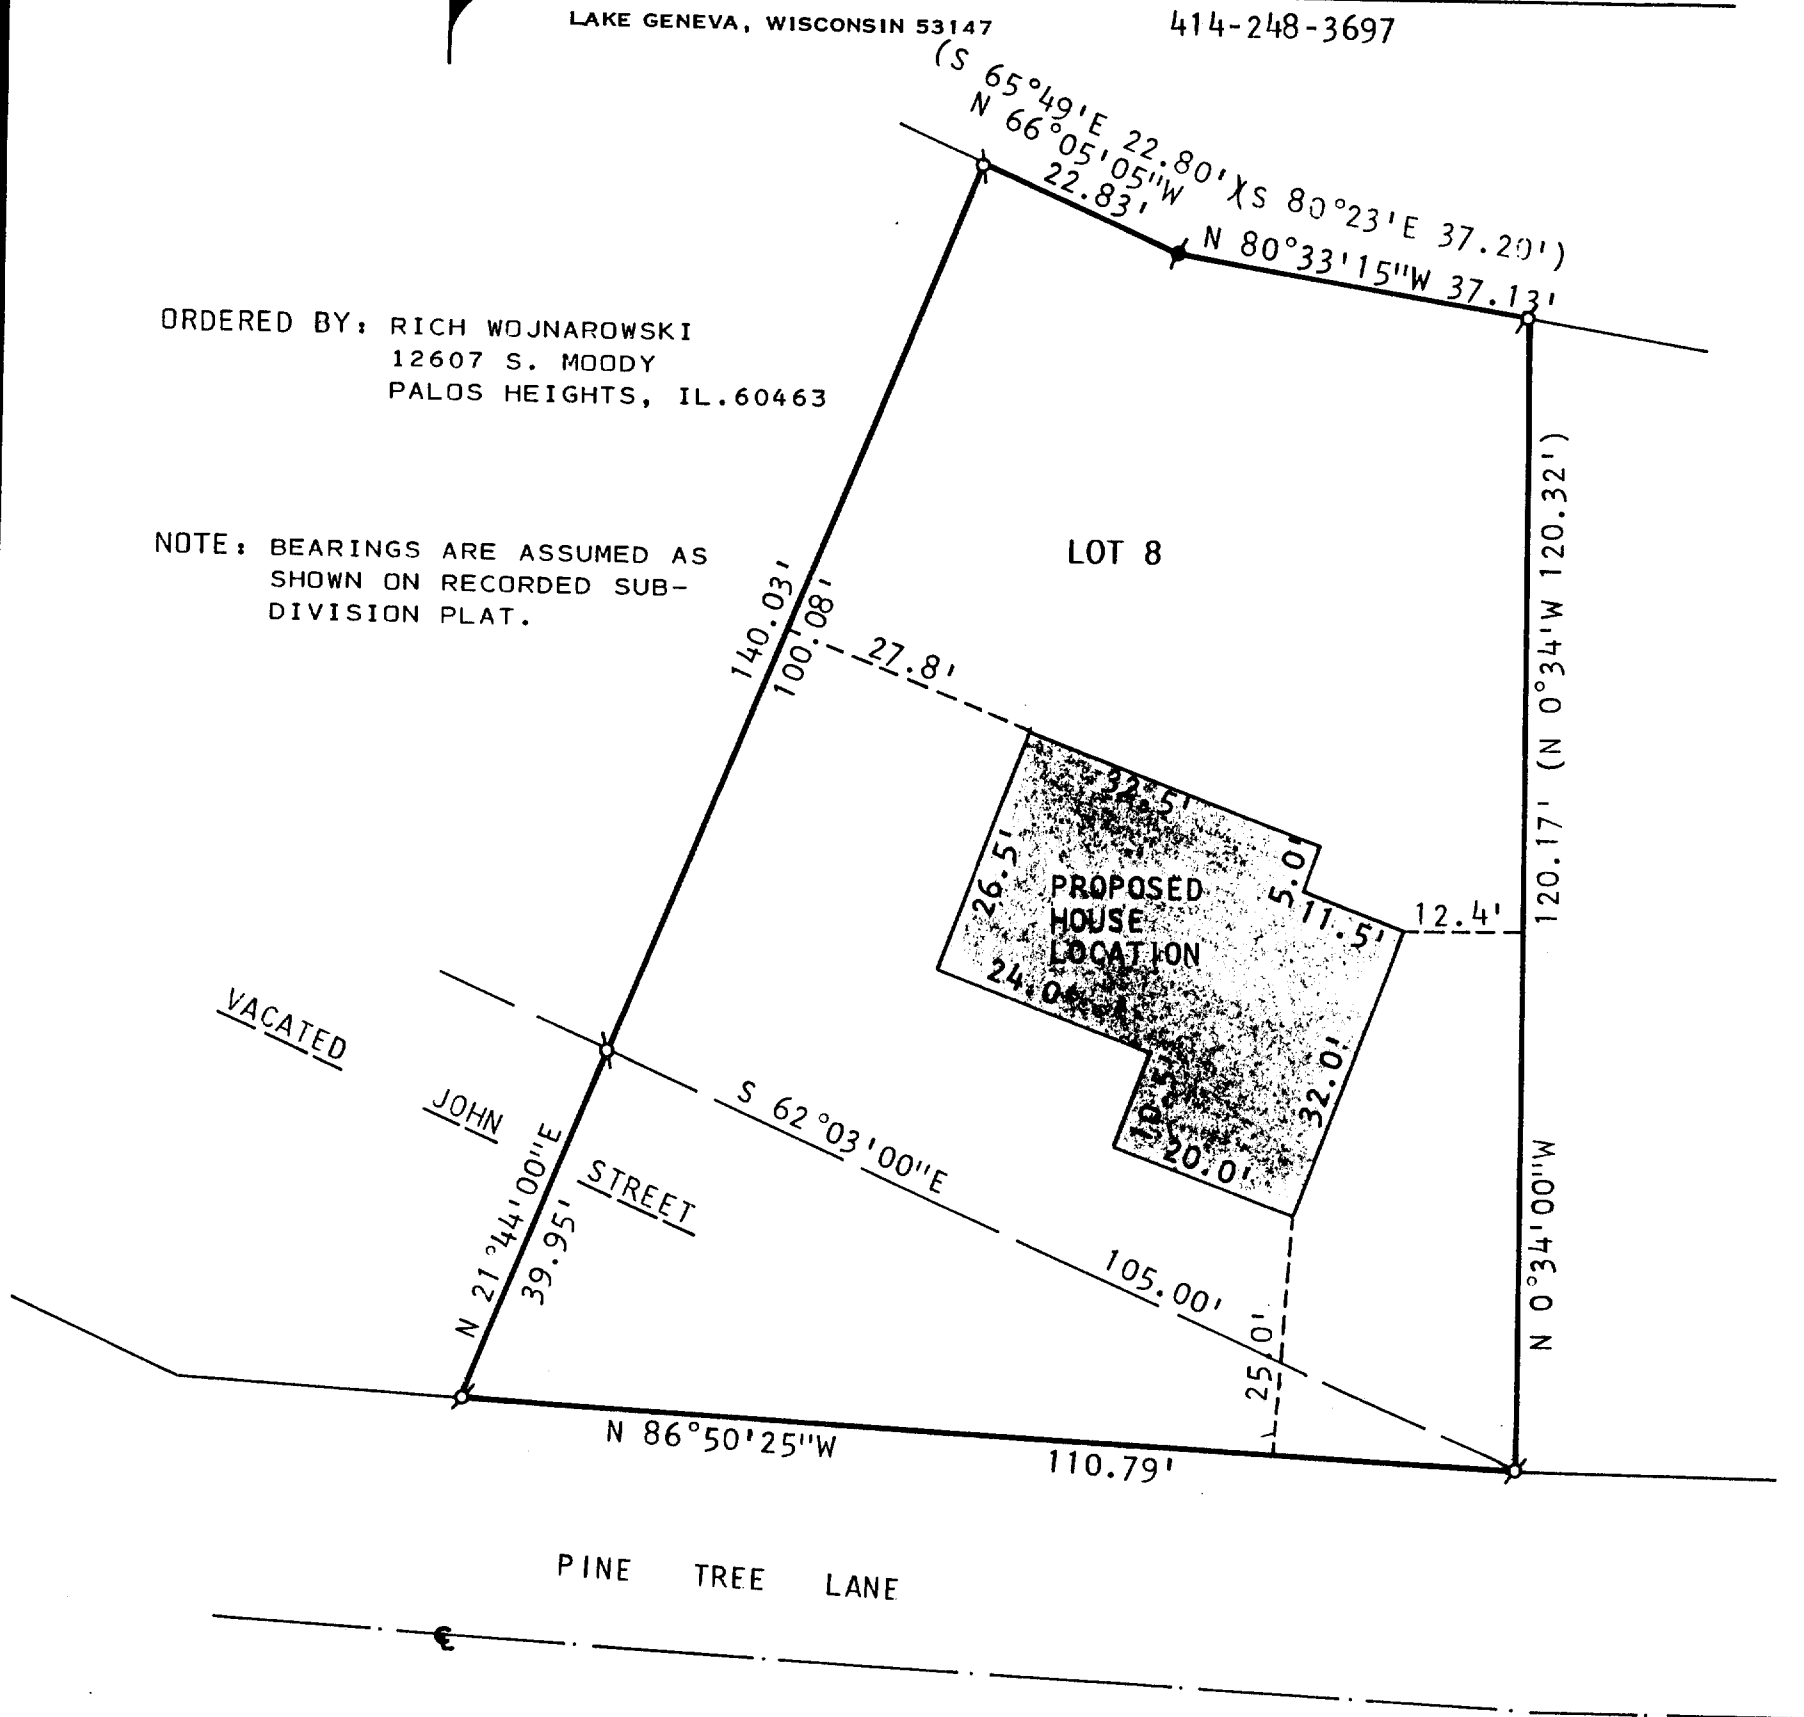 LAKE GENEVA, WISCONSIN 53147
414-248-3697
(S 65°49'E 22.80')(S 80°23'E 37.20')
N 66°05'05"W
22.83'
N 80°33'15"W 37.13'
ORDERED BY: RICH WOJNAROWSKI
12607 S. MOODY
PALOS HEIGHTS, IL.60463
NOTE: BEARINGS ARE ASSUMED AS
SHOWN ON RECORDED SUB-
DIVISION PLAT.
LOT 8
140.03'
100.08'
27.8'
120.17' (N 0°34'W 120.32')
32.5'
26.5'
5.0'
PROPOSED
HOUSE
LOCATION
11.5'
12.4'
24.0'
10.5'
20.0'
32.0'
VACATED JOHN STREET
S 62°03'00"E 105.00'
N 21°44'00"E
39.95'
25.0'
N 0°34'00"W
N 86°50'25"W 110.79'
PINE TREE LANE
℄